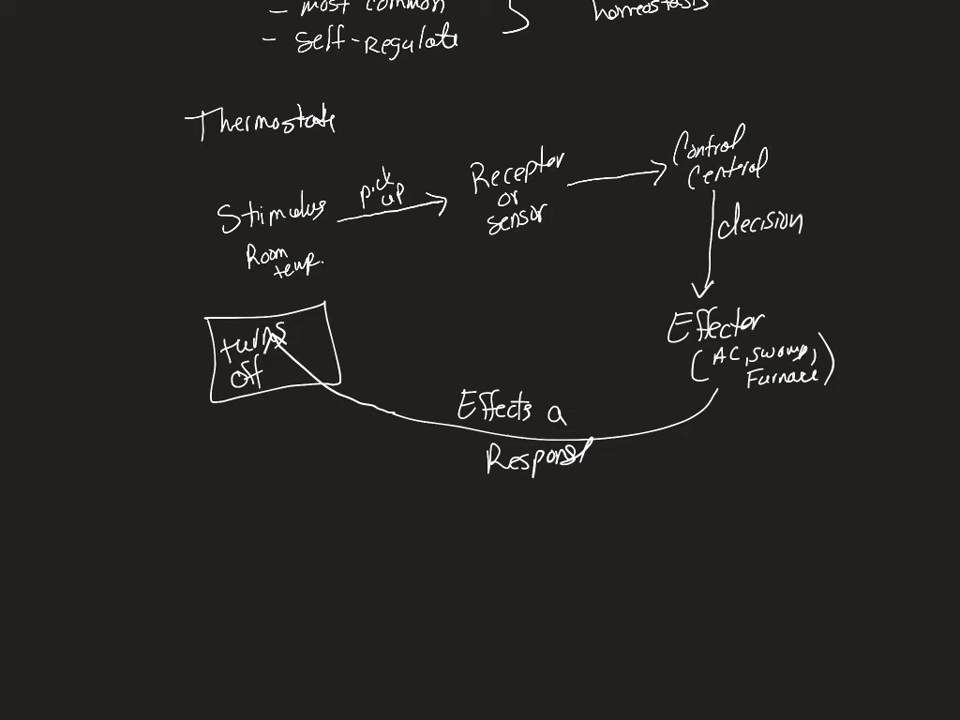 - most common
- self-regulate
homeostasis
Thermostate
Stimulus
Room
temp.
pick
up
Receptor
or
sensor
Control
Central
decision
Effector
(AC, swamp,
Furnace)
turns
off
Effects a
Response